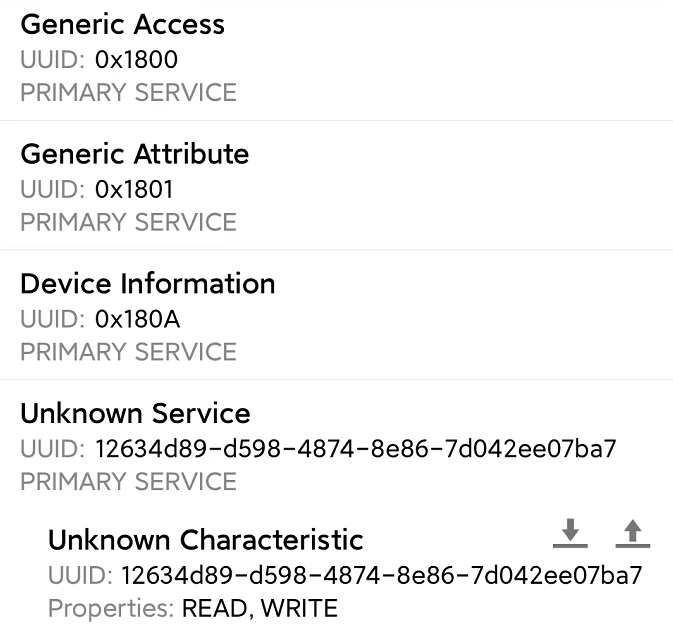 Generic Access
UUID: 0x1800
PRIMARY SERVICE
Generic Attribute
UUID: 0x1801
PRIMARY SERVICE
Device Information
UUID: 0x180A
PRIMARY SERVICE
Unknown Service
UUID: 12634d89-d598-4874-8e86-7d042ee07ba7
PRIMARY SERVICE
Unknown Characteristic
UUID: 12634d89-d598-4874-8e86-7d042ee07ba7
Properties: READ, WRITE